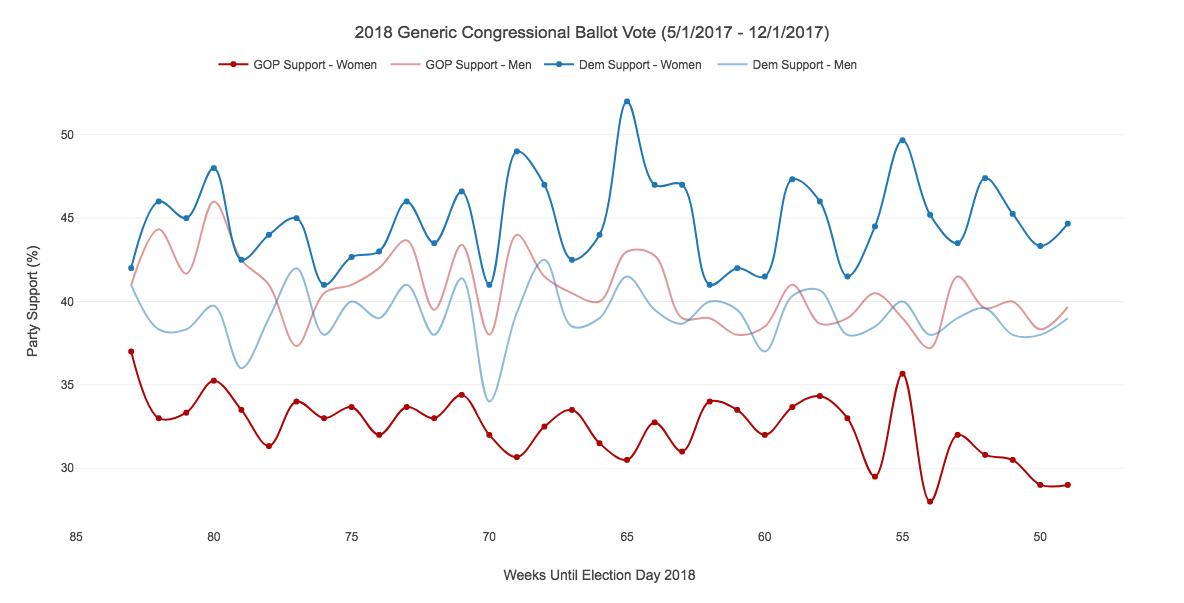 2018 Generic Congressional Ballot Vote (5/1/2017 - 12/1/2017)
GOP Support - Women GOP Support - Men Dem Support - Women Dem Support - Men
50
45
40
35
30
Party Support (%)
85 80 75 70 65 60 55 50
Weeks Until Election Day 2018